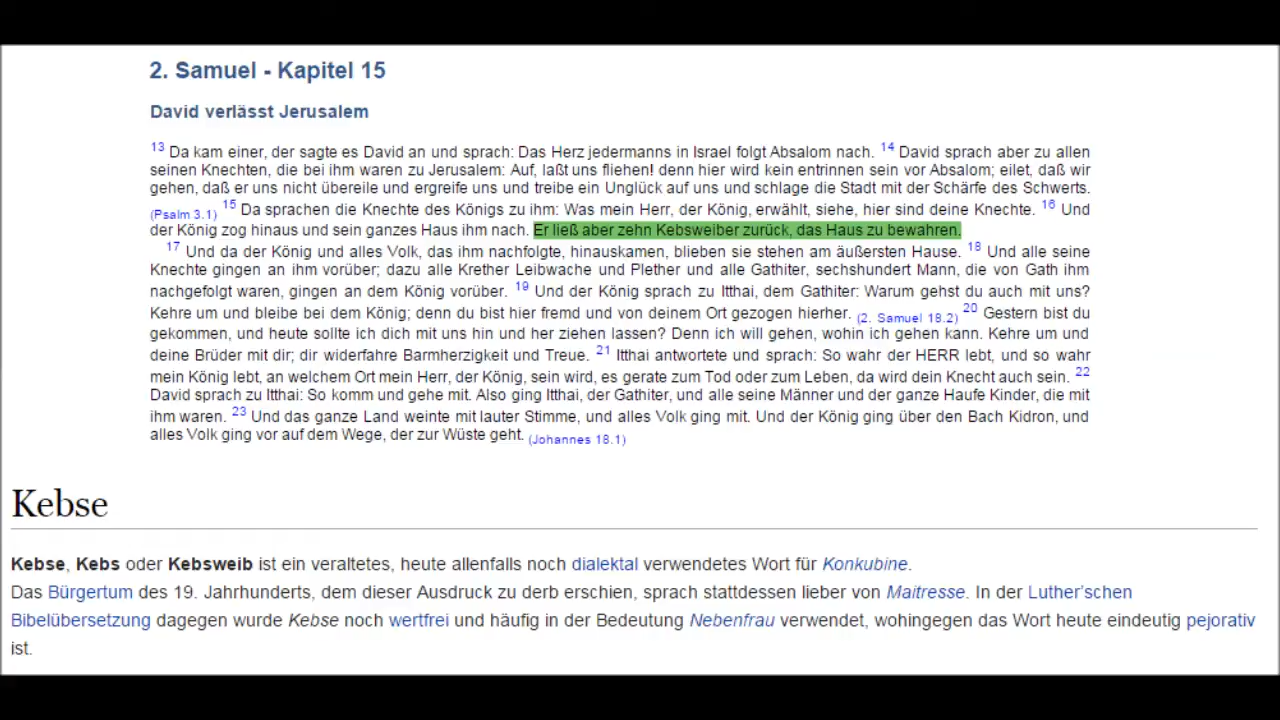 2. Samuel - Kapitel 15
David verlässt Jerusalem
13 Da kam einer, der sagte es David an und sprach: Das Herz jedermanns in Israel folgt Absalom nach. 14 David sprach aber zu allen
seinen Knechten, die bei ihm waren zu Jerusalem: Auf, laßt uns fliehen! denn hier wird kein entrinnen sein vor Absalom; eilet, daß wir
gehen, daß er uns nicht übereile und ergreife uns und treibe ein Unglück auf uns und schlage die Stadt mit der Schärfe des Schwerts.
(Psalm 3.1) 15 Da sprachen die Knechte des Königs zu ihm: Was mein Herr, der König, erwählt, siehe, hier sind deine Knechte. 16 Und
der König zog hinaus und sein ganzes Haus ihm nach. Er ließ aber zehn Kebsweiber zurück, das Haus zu bewahren.
17 Und da der König und alles Volk, das ihm nachfolgte, hinauskamen, blieben sie stehen am äußersten Hause. 18 Und alle seine
Knechte gingen an ihm vorüber; dazu alle Krether Leibwache und Plether und alle Gathiter, sechshundert Mann, die von Gath ihm
nachgefolgt waren, gingen an dem König vorüber. 19 Und der König sprach zu Itthai, dem Gathiter: Warum gehst du auch mit uns?
Kehre um und bleibe bei dem König; denn du bist hier fremd und von deinem Ort gezogen hierher. (2. Samuel 18.2) 20 Gestern bist du
gekommen, und heute sollte ich dich mit uns hin und her ziehen lassen? Denn ich will gehen, wohin ich gehen kann. Kehre um und
deine Brüder mit dir; dir widerfahre Barmherzigkeit und Treue. 21 Itthai antwortete und sprach: So wahr der HERR lebt, und so wahr
mein König lebt, an welchem Ort mein Herr, der König, sein wird, es gerate zum Tod oder zum Leben, da wird dein Knecht auch sein. 22
David sprach zu Itthai: So komm und gehe mit. Also ging Itthai, der Gathiter, und alle seine Männer und der ganze Haufe Kinder, die mit
ihm waren. 23 Und das ganze Land weinte mit lauter Stimme, und alles Volk ging mit. Und der König ging über den Bach Kidron, und
alles Volk ging vor auf dem Wege, der zur Wüste geht. (Johannes 18.1)
Kebse
Kebse, Kebs oder Kebsweib ist ein veraltetes, heute allenfalls noch dialektal verwendetes Wort für Konkubine.
Das Bürgertum des 19. Jahrhunderts, dem dieser Ausdruck zu derb erschien, sprach stattdessen lieber von Maitresse. In der Luther'schen
Bibelübersetzung dagegen wurde Kebse noch wertfrei und häufig in der Bedeutung Nebenfrau verwendet, wohingegen das Wort heute eindeutig pejorativ
ist.